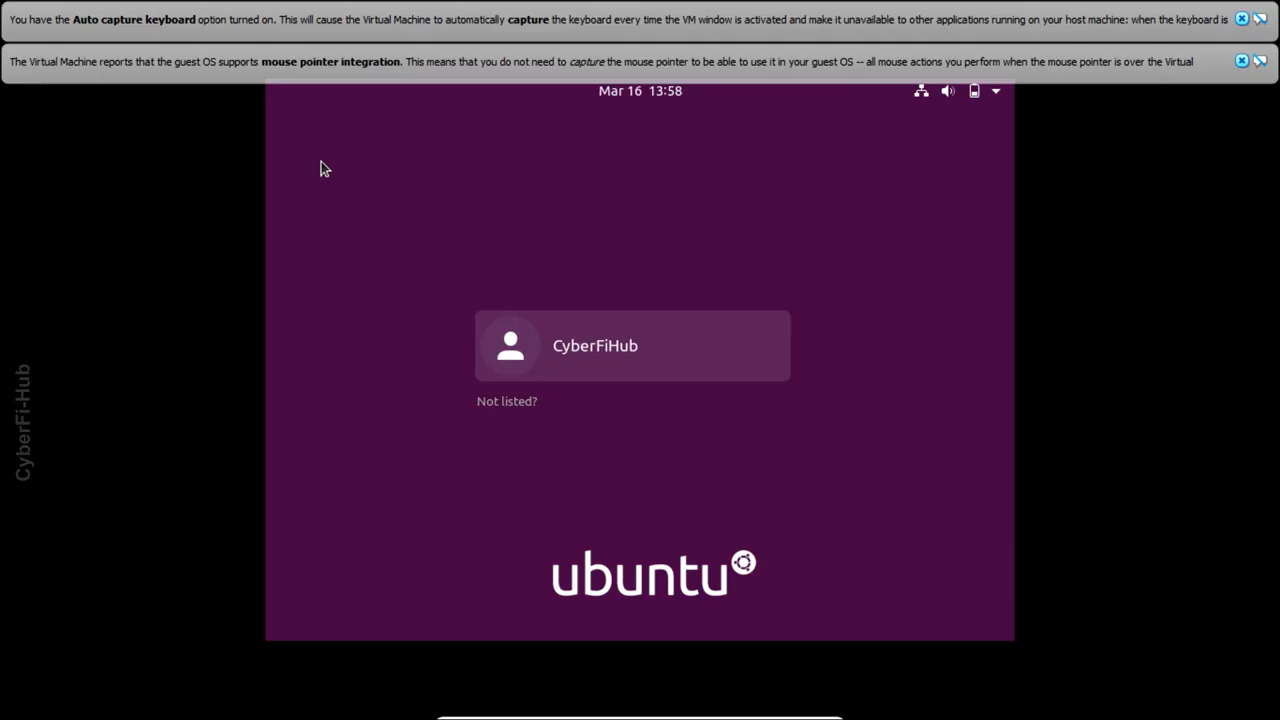 You have the Auto capture keyboard option turned on. This will cause the Virtual Machine to automatically capture the keyboard every time the VM window is activated and make it unavailable to other applications running on your host machine: when the keyboard is
The Virtual Machine reports that the guest OS supports mouse pointer integration. This means that you do not need to capture the mouse pointer to be able to use it in your guest OS -- all mouse actions you perform when the mouse pointer is over the Virtual
Mar 16 13:58
CyberFiHub
Not listed?
CyberFi-Hub
ubuntu